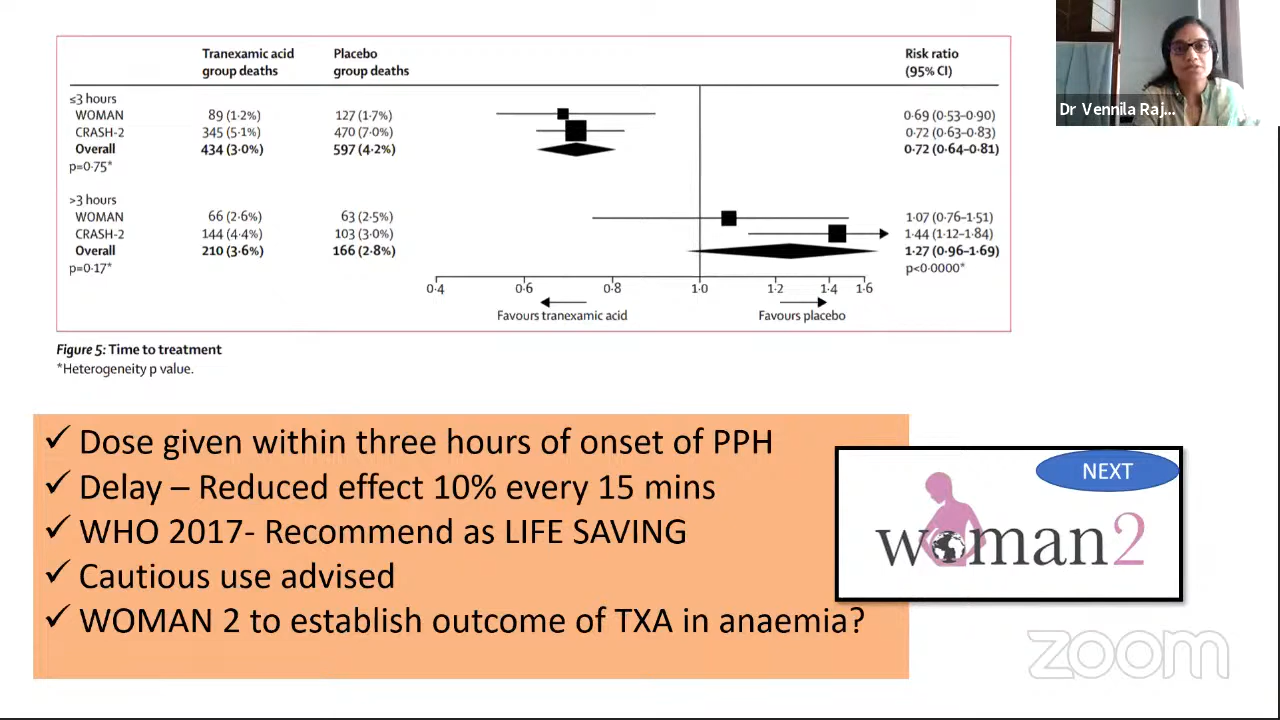 Tranexamic acid group deaths
Placebo group deaths
Risk ratio (95% CI)
≤3 hours
WOMAN 89 (1·2%) 127 (1·7%) 0·69 (0·53–0·90)
CRASH-2 345 (5·1%) 470 (7·0%) 0·72 (0·63–0·83)
Overall 434 (3·0%) 597 (4·2%) 0·72 (0·64–0·81)
p=0·75*
>3 hours
WOMAN 66 (2·6%) 63 (2·5%) 1·07 (0·76–1·51)
CRASH-2 144 (4·4%) 103 (3·0%) 1·44 (1·12–1·84)
Overall 210 (3·6%) 166 (2·8%) 1·27 (0·96–1·69)
p=0·17* p<0·0000*
0·4 0·6 0·8 1·0 1·2 1·4 1·6
Favours tranexamic acid Favours placebo
Figure 5: Time to treatment
*Heterogeneity p value.
Dr Vennila Raj...
✓ Dose given within three hours of onset of PPH
✓ Delay – Reduced effect 10% every 15 mins
✓ WHO 2017- Recommend as LIFE SAVING
✓ Cautious use advised
✓ WOMAN 2 to establish outcome of TXA in anaemia?
NEXT
woman2
zoom